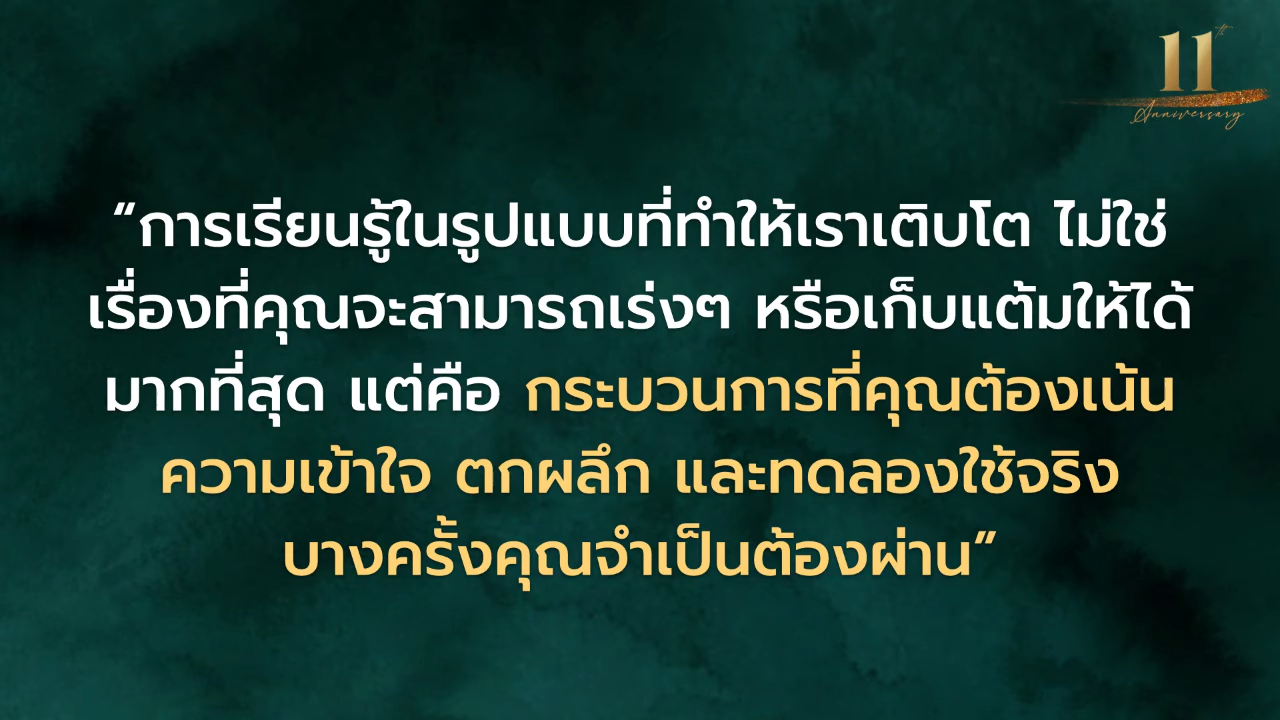 11th
Anniversary
“การเรียนรู้ในรูปแบบที่ทำให้เราเติบโต ไม่ใช่
เรื่องที่คุณจะสามารถเร่งๆ หรือเก็บแต้มให้ได้
มากที่สุด แต่คือ กระบวนการที่คุณต้องเน้น
ความเข้าใจ ตกผลึก และทดลองใช้จริง
บางครั้งคุณจำเป็นต้องผ่าน”